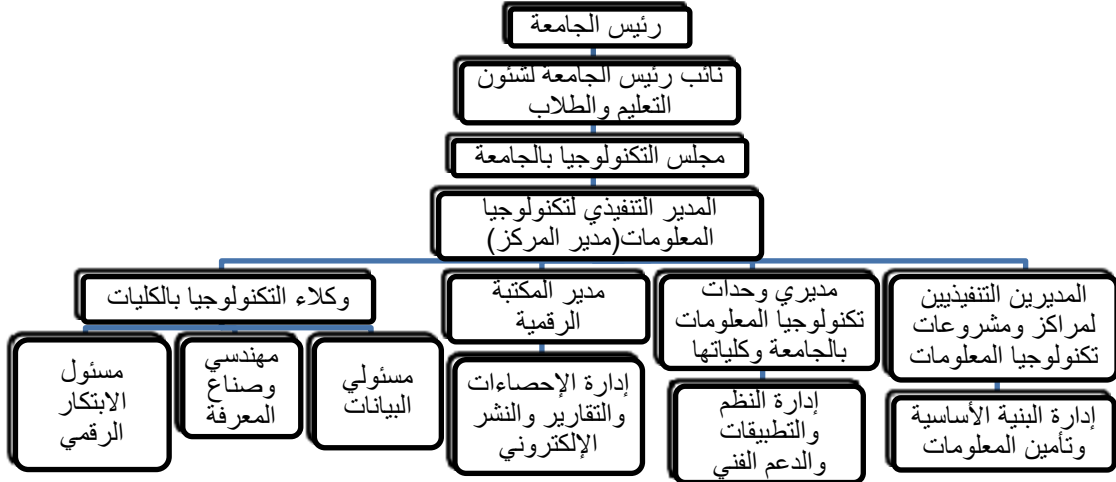 رئيس الجامعة
نائب رئيس الجامعة لشئون
التعليم والطلاب
مجلس التكنولوجيا بالجامعة
المدير التنفيذي لتكنولوجيا
المعلومات(مدير المركز)
المديرين التنفيذيين
لمراكز ومشروعات
تكنولوجيا المعلومات
إدارة البنية الأساسية
وتأمين المعلومات
مديري وحدات
تكنولوجيا المعلومات
بالجامعة وكلياتها
إدارة النظم
والتطبيقات
والدعم الفني
مدير المكتبة
الرقمية
إدارة الإحصاءات
والتقارير والنشر
الإلكتروني
وكلاء التكنولوجيا بالكليات
مسئولي
البيانات
مهندسي
وصناع
المعرفة
مسئول
الابتكار
الرقمي